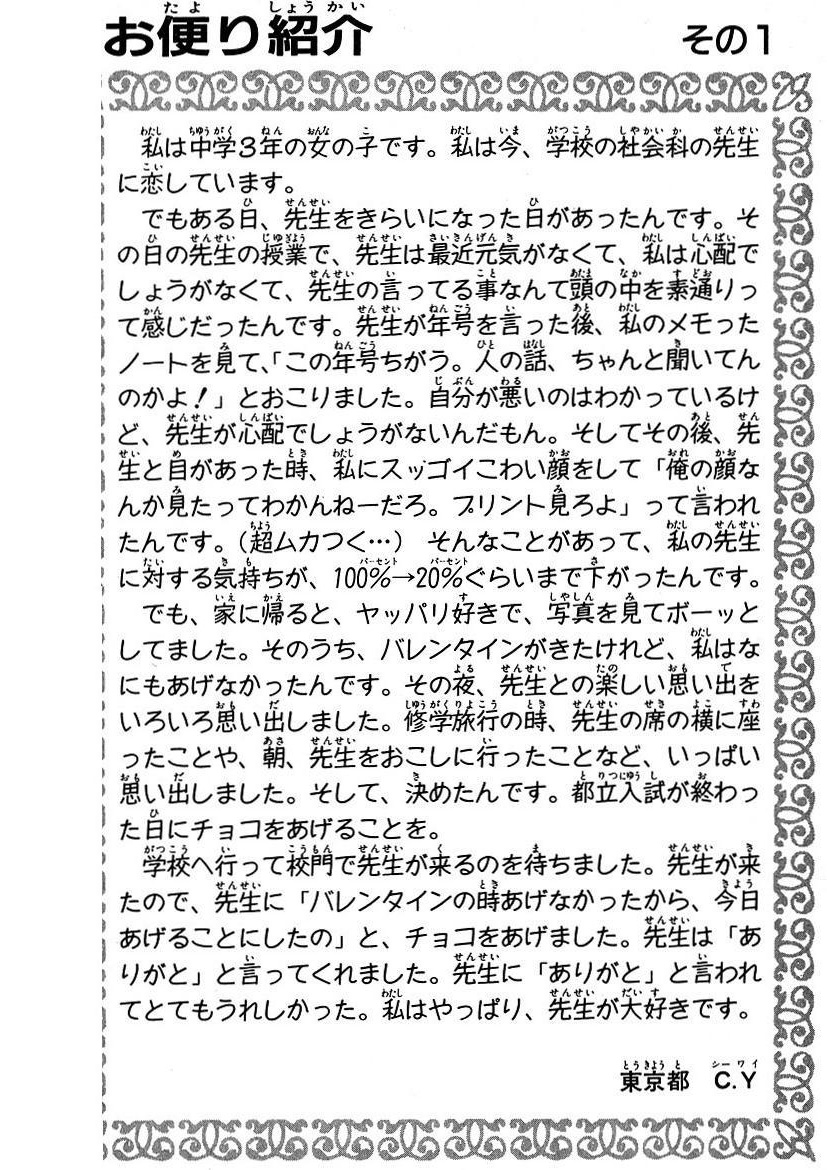 お便り紹介 その1
私は中学3年の女の子です。私は今、学校の社会科の先生
に恋しています。
でもある日、先生をきらいになった日があったんです。そ
の日の先生の授業で、先生は最近元気がなくて、私は心配で
しょうがなくて、先生の言ってる事なんて頭の中を素通りっ
て感じだったんです。先生が年号を言った後、私のメモった
ノートを見て、「この年号ちがう。人の話、ちゃんと聞いてん
のかよ!」とおこりました。自分が悪いのはわかっているけ
ど、先生が心配でしょうがないんだもん。そしてその後、先
生と目があった時、私にスッゴイこわい顔をして「俺の顔な
んか見たってわかんねーだろ。プリント見ろよ」って言われ
たんです。(超ムカつく…) そんなことがあって、私の先生
に対する気持ちが、100%→20%ぐらいまで下がったんです。
でも、家に帰ると、ヤッパリ好きで、写真を見てボーッと
してました。そのうち、バレンタインがきたけれど、私はな
にもあげなかったんです。その夜、先生との楽しい思い出を
いろいろ思い出しました。修学旅行の時、先生の席の横に座
ったことや、朝、先生をおこしに行ったことなど、いっぱい
思い出しました。そして、決めたんです。都立入試が終わっ
た日にチョコをあげることを。
学校へ行って校門で先生が来るのを待ちました。先生が来
たので、先生に「バレンタインの時あげなかったから、今日
あげることにしたの」と、チョコをあげました。先生は「あ
りがと」と言ってくれました。先生に「ありがと」と言われ
てとてもうれしかった。私はやっぱり、先生が大好きです。
東京都 C.Y